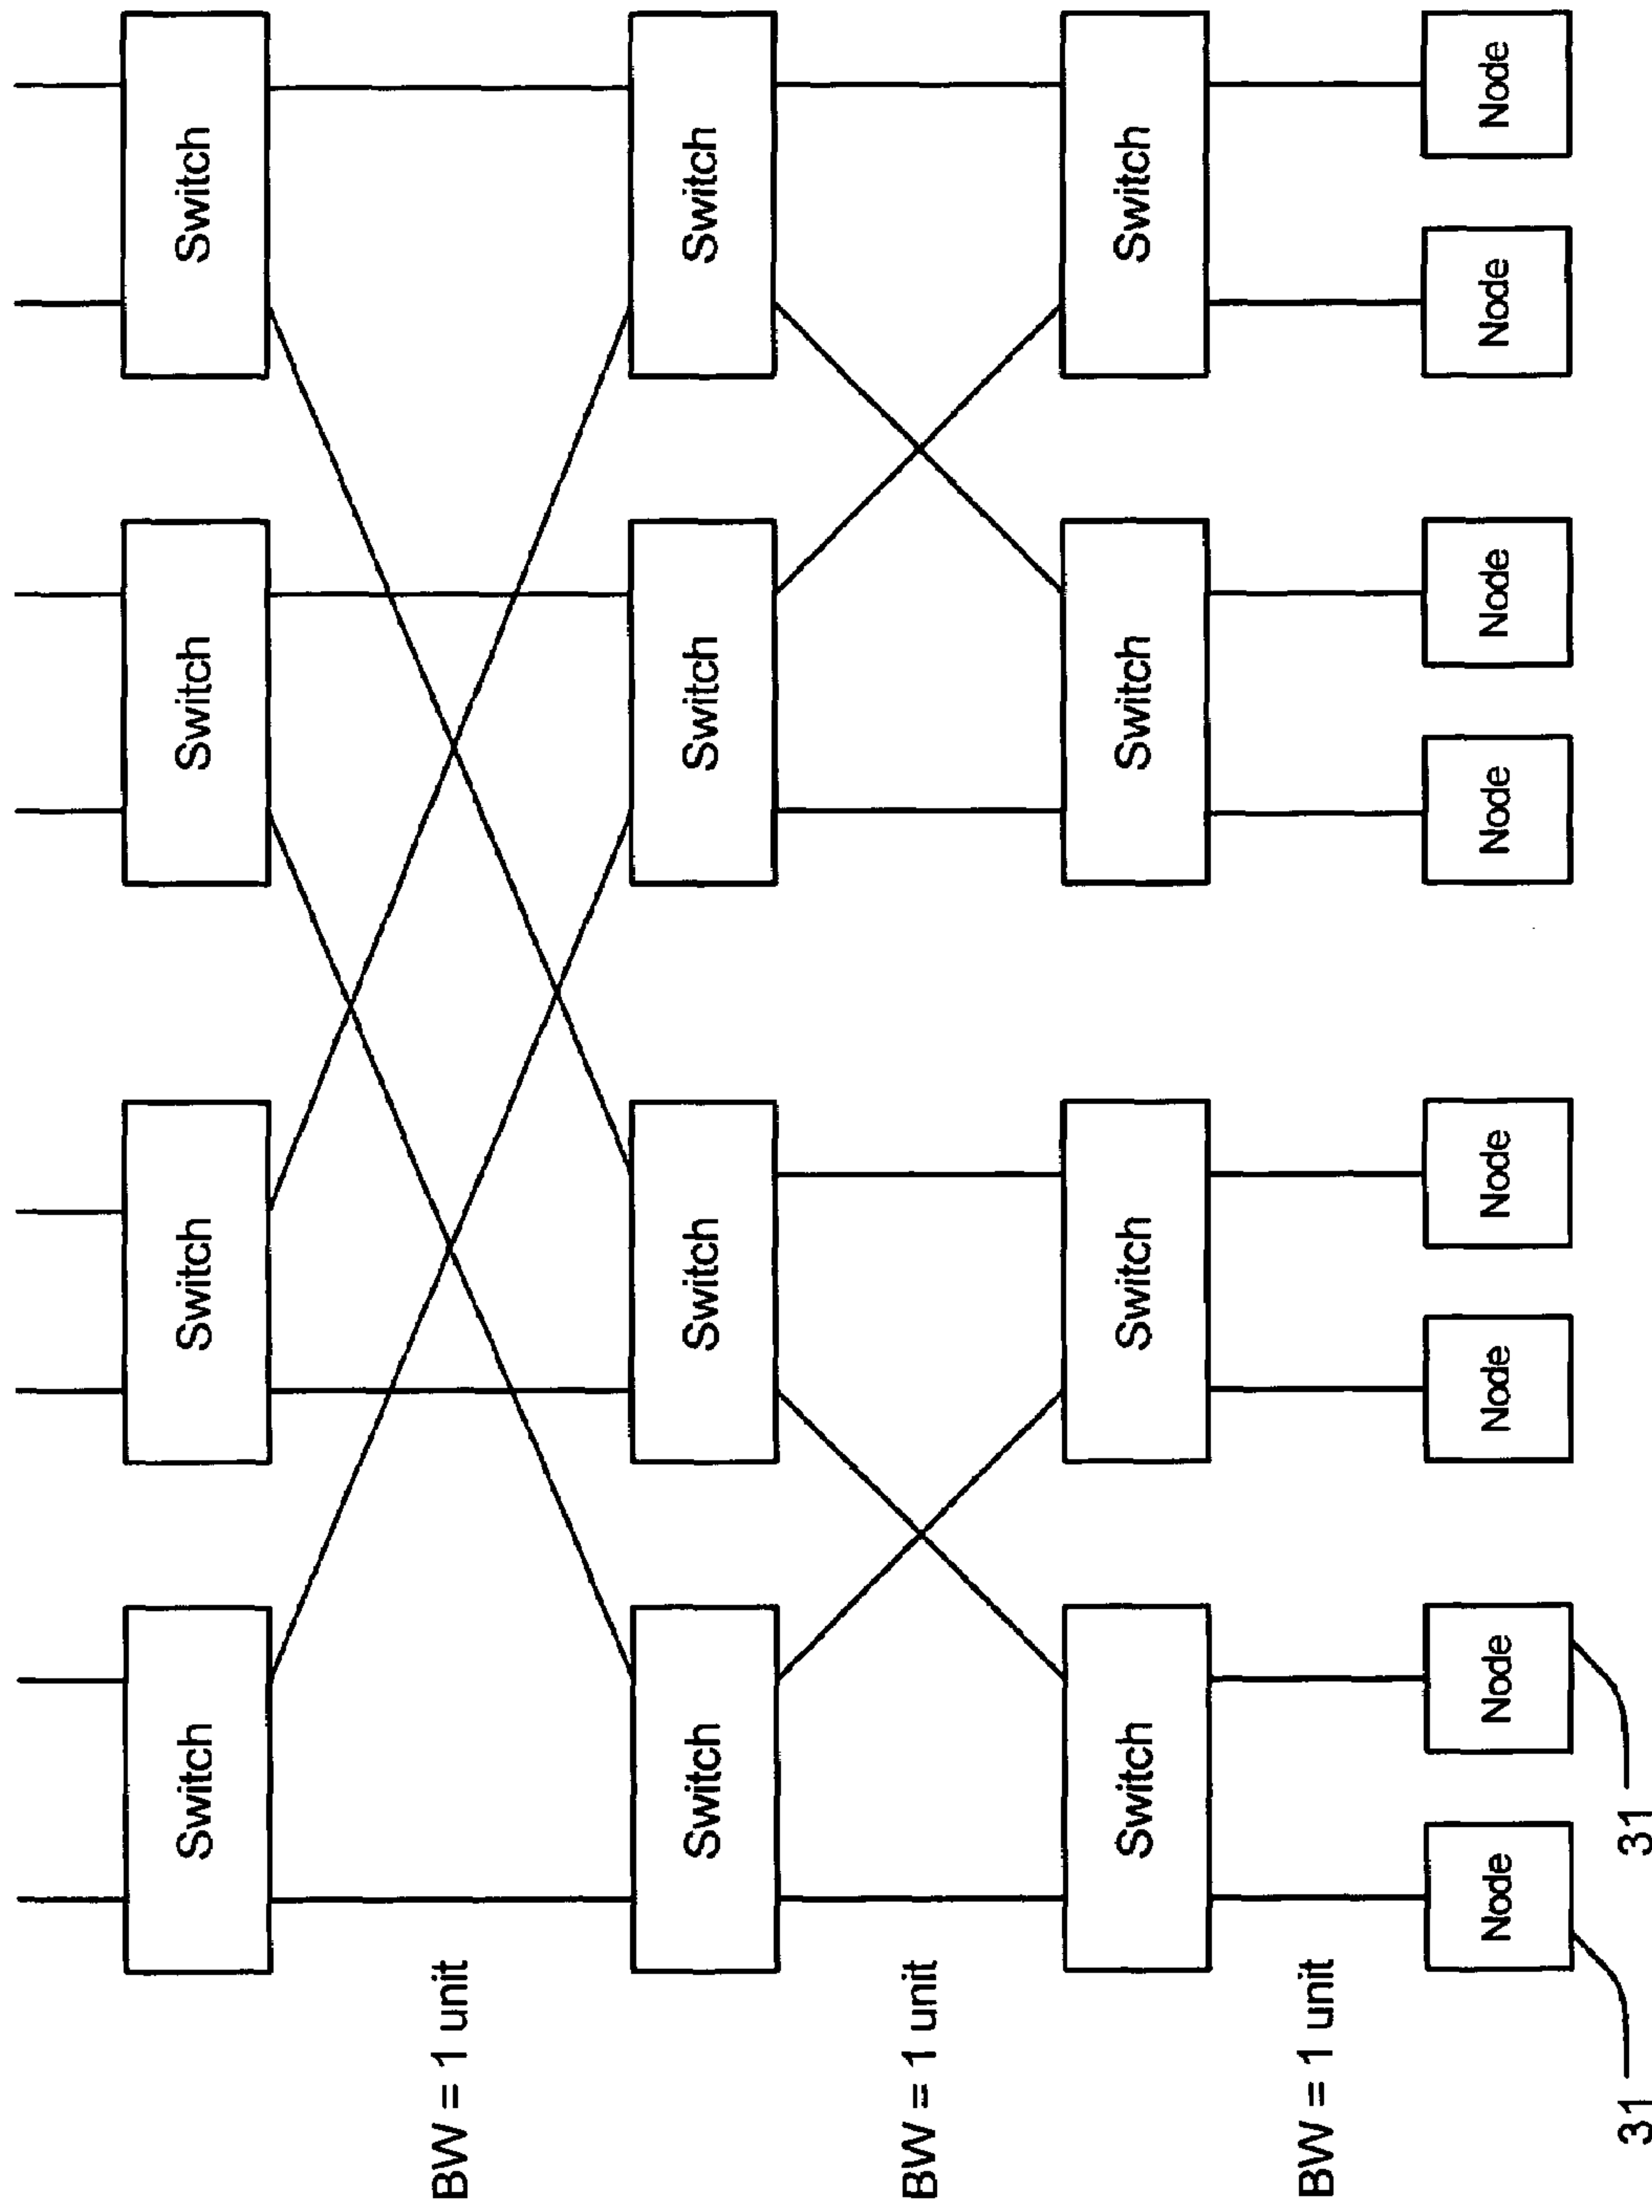 Switch Switch Switch Switch
BW = 1 unit
Switch Switch Switch Switch
BW = 1 unit
Switch Switch Switch Switch
BW = 1 unit
Node Node Node Node Node Node Node Node
31 31